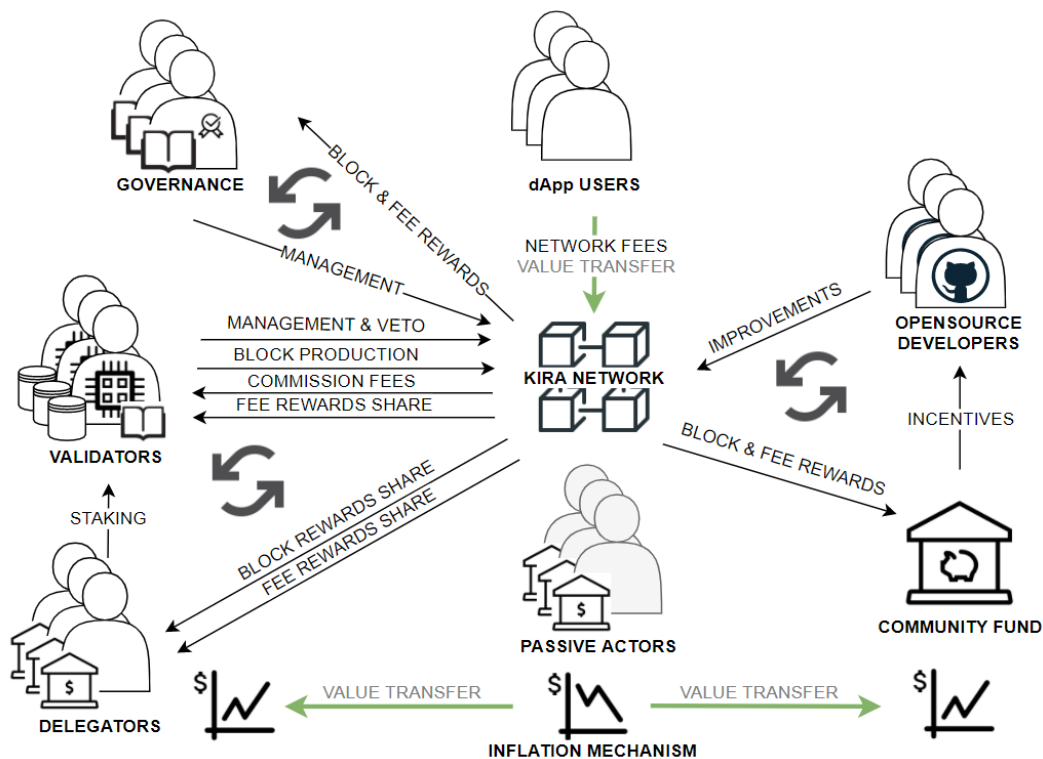 GOVERNANCE
dApp USERS
BLOCK & FEE REWARDS
MANAGEMENT
NETWORK FEES
VALUE TRANSFER
IMPROVEMENTS
OPENSOURCE
DEVELOPERS
MANAGEMENT & VETO
BLOCK PRODUCTION
COMMISSION FEES
FEE REWARDS SHARE
KIRA NETWORK
VALIDATORS
INCENTIVES
BLOCK & FEE REWARDS
STAKING
BLOCK REWARDS SHARE
FEE REWARDS SHARE
$
PASSIVE ACTORS
COMMUNITY FUND
$
DELEGATORS
$
VALUE TRANSFER
$
VALUE TRANSFER
$
INFLATION MECHANISM